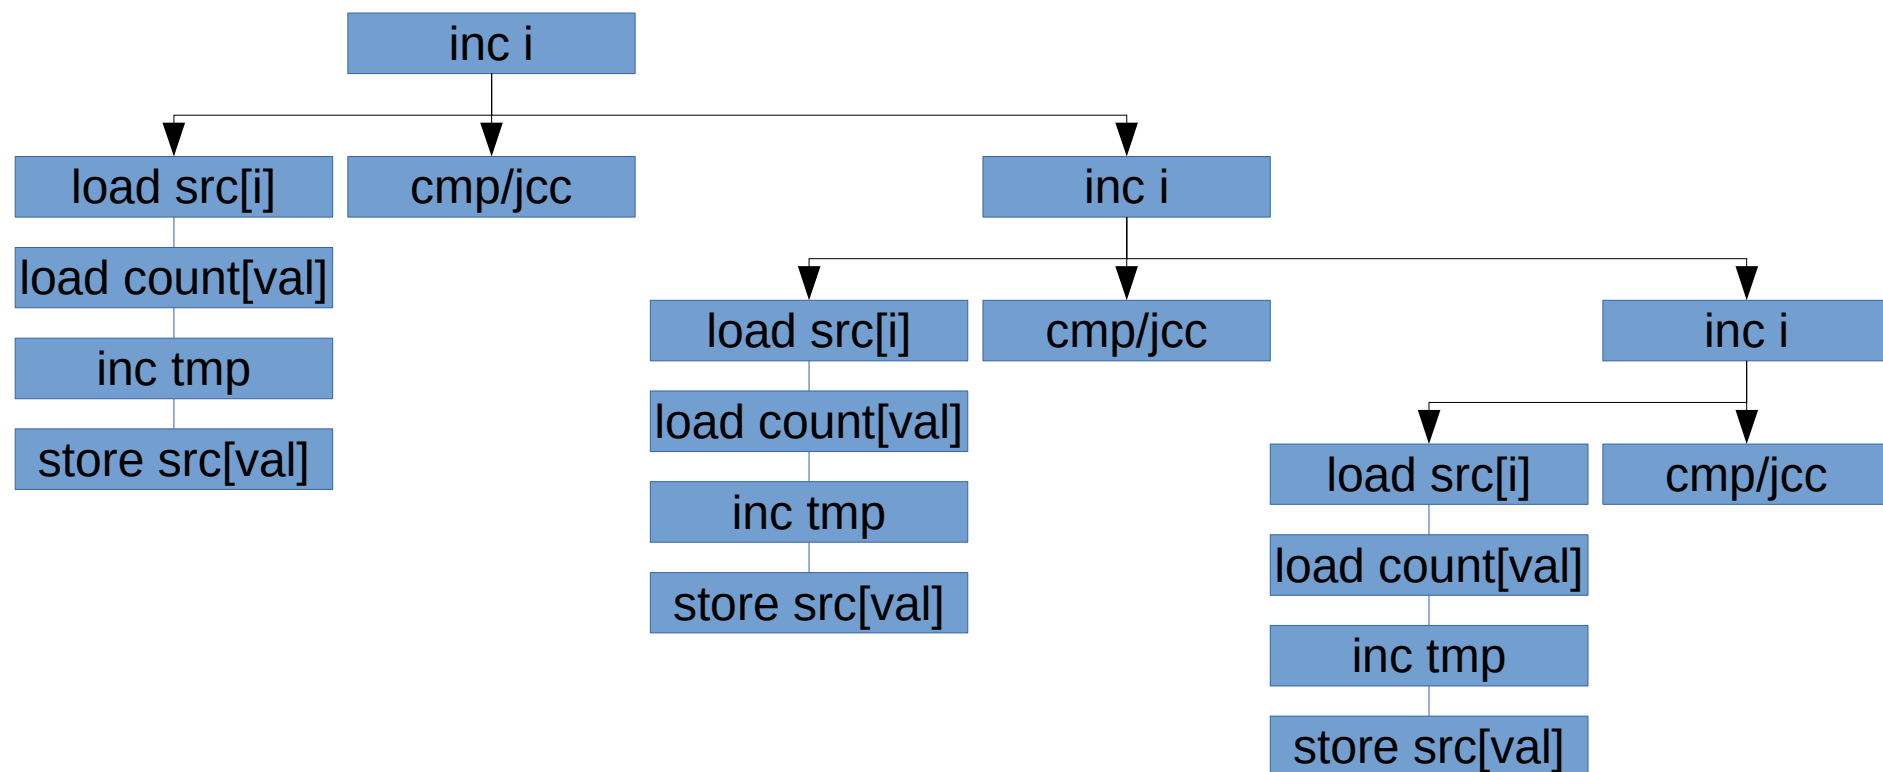 inc i
load src[i]
cmp/jcc
inc i
load count[val]
inc tmp
store src[val]
load src[i]
cmp/jcc
inc i
load count[val]
inc tmp
store src[val]
load src[i]
cmp/jcc
load count[val]
inc tmp
store src[val]